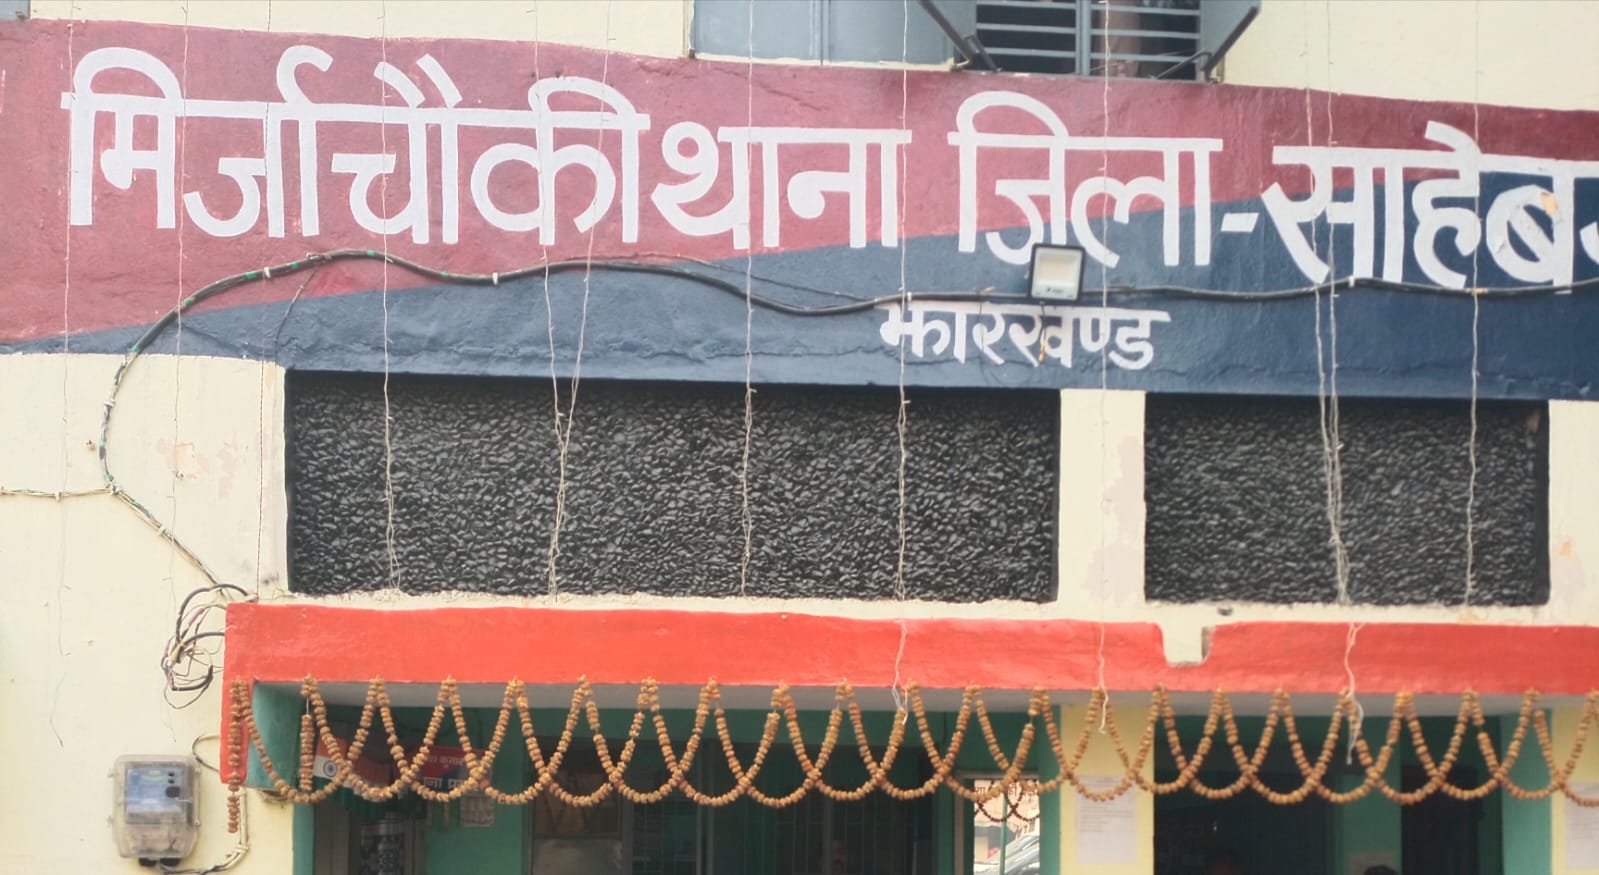 मिर्जाचौकी थाना जिला-साहेब
झारखण्ड